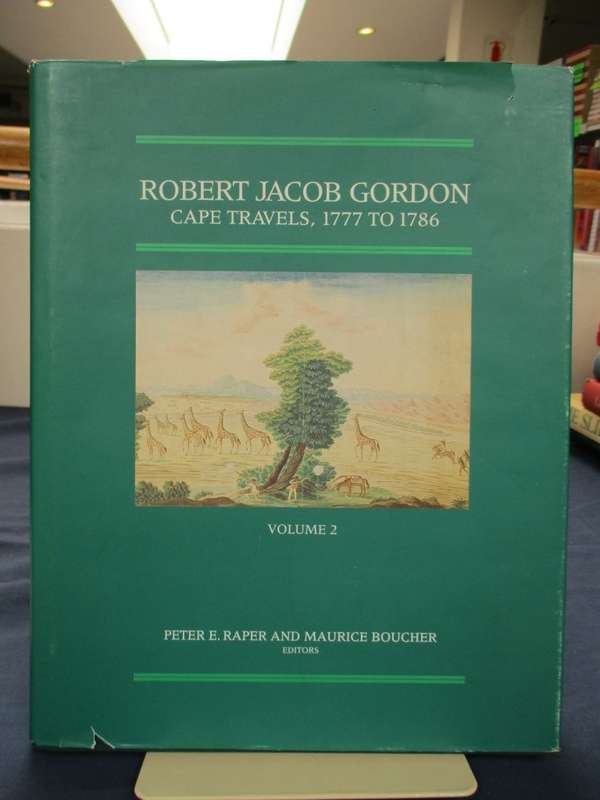 ROBERT JACOB GORDON
CAPE TRAVELS, 1777 TO 1786
VOLUME 2
PETER E. RAPER AND MAURICE BOUCHER
EDITORS